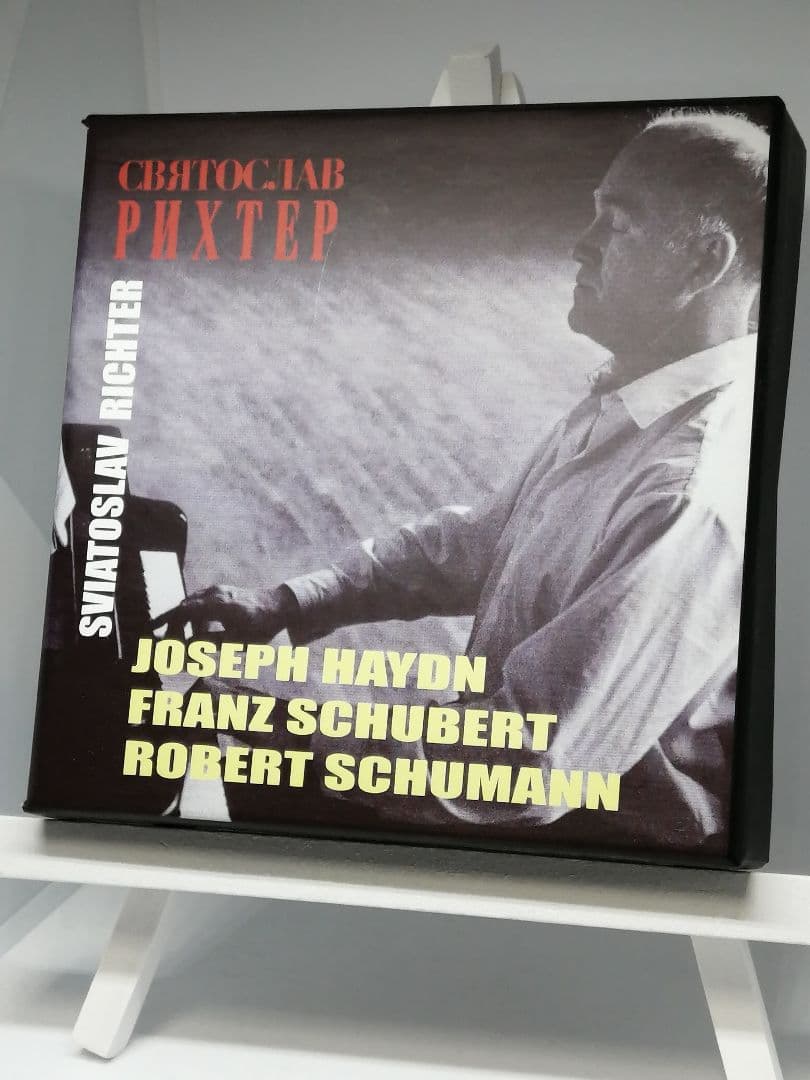 СВЯТОСЛАВ
РИХТЕР
SVIATOSLAV RICHTER
JOSEPH HAYDN
FRANZ SCHUBERT
ROBERT SCHUMANN